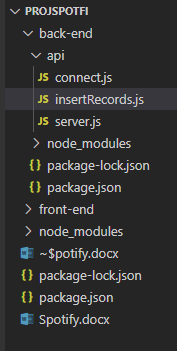 PROJSPOTFI
back-end
api
JS connect.js
JS insertRecords.js
JS server.js
node_modules
{} package-lock.json
{} package.json
front-end
node_modules
~$potify.docx
{} package-lock.json
{} package.json
Spotify.docx